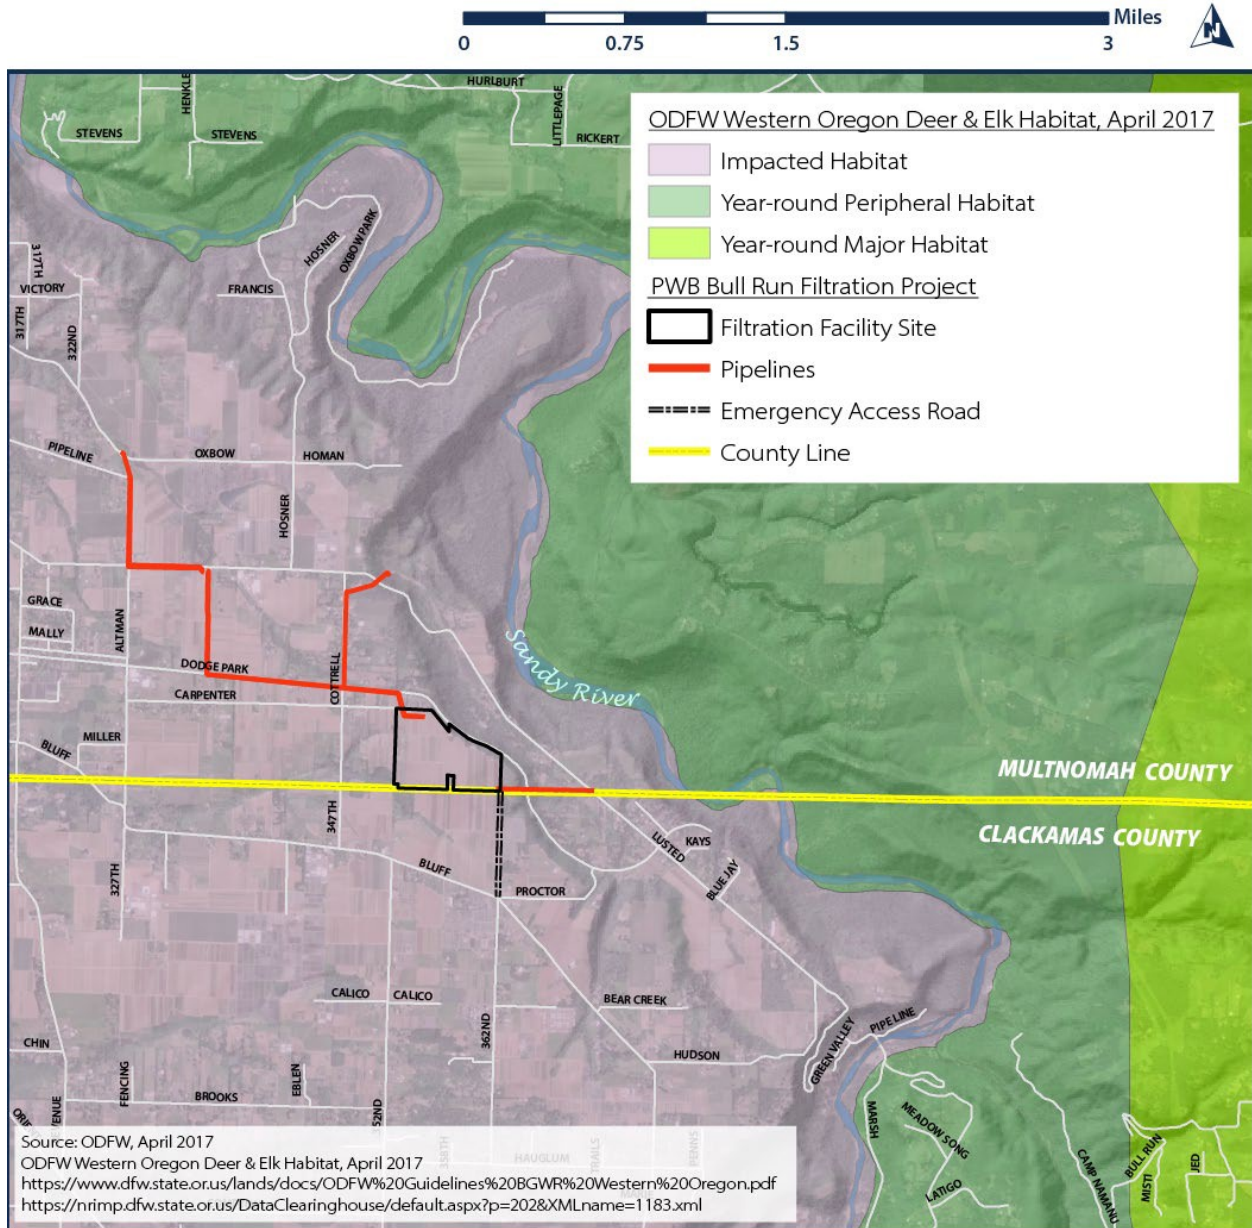 Miles
0 0.75 1.5 3
N
ODFW Western Oregon Deer & Elk Habitat, April 2017
Impacted Habitat
Year-round Peripheral Habitat
Year-round Major Habitat
PWB Bull Run Filtration Project
Filtration Facility Site
Pipelines
Emergency Access Road
County Line
HURLBURT
HENKLE
LITTLEPAGE
STEVENS
STEVENS
RICKERT
OXBOW PARK
HOSNER
317TH
VICTORY
FRANCIS
317TH
322ND
PIPELINE
OXBOW
HOMAN
HOSNER
GRACE
MALLY
ALTMAN
DODGE PARK
COTTRELL
CARPENTER
Sandy River
MILLER
BLUFF
MULTNOMAH COUNTY
CLACKAMAS COUNTY
347TH
LUSTED
KAYS
BLUE JAY
327TH
BLUFF
PROCTOR
CALICO
CALICO
BEAR CREEK
362ND
PIPELINE
GREEN VALLEY
CHIN
HUDSON
FENCING
EBLEN
BROOKS
352ND
MARSH
MEADOW SONG
CAMP NAMANU
BULL RUN
MISTI
JED
LATIGO
VENUE
358TH
HAUGLUM
TRAILS
PENNS
Source: ODFW, April 2017
ODFW Western Oregon Deer & Elk Habitat, April 2017
https://www.dfw.state.or.us/lands/docs/ODFW%20Guidelines%20BGWR%20Western%20Oregon.pdf
https://nrimp.dfw.state.or.us/DataClearinghouse/default.aspx?p=202&XMLname=1183.xml